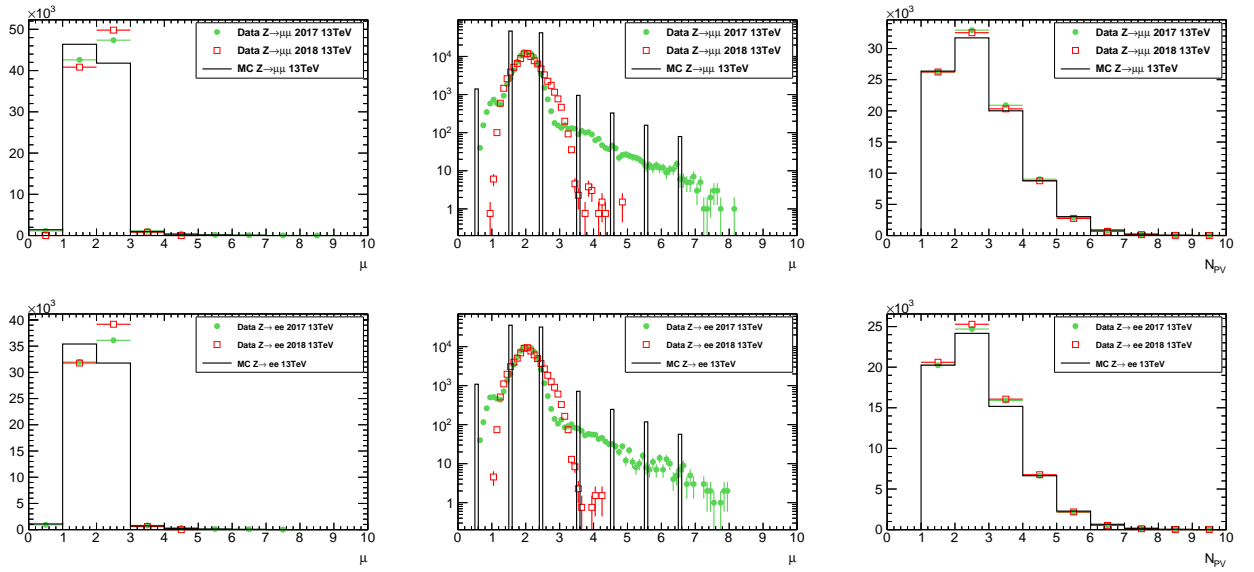 ×10³
50
40
30
20
10
0
0 1 2 3 4 5 6 7 8 9 10
μ
Data Z→μμ 2017 13TeV
Data Z→μμ 2018 13TeV
MC Z→μμ 13TeV
10⁴
10³
10²
10
1
0 1 2 3 4 5 6 7 8 9 10
μ
Data Z→μμ 2017 13TeV
Data Z→μμ 2018 13TeV
MC Z→μμ 13TeV
×10³
30
25
20
15
10
5
0
0 1 2 3 4 5 6 7 8 9 10
N_PV
Data Z→μμ 2017 13TeV
Data Z→μμ 2018 13TeV
MC Z→μμ 13TeV
×10³
40
35
30
25
20
15
10
5
0
0 1 2 3 4 5 6 7 8 9 10
μ
Data Z→ ee 2017 13TeV
Data Z→ ee 2018 13TeV
MC Z→ ee 13TeV
10⁴
10³
10²
10
1
0 1 2 3 4 5 6 7 8 9 10
μ
Data Z→ ee 2017 13TeV
Data Z→ ee 2018 13TeV
MC Z→ ee 13TeV
×10³
25
20
15
10
5
0
0 1 2 3 4 5 6 7 8 9 10
N_PV
Data Z→ ee 2017 13TeV
Data Z→ ee 2018 13TeV
MC Z→ ee 13TeV